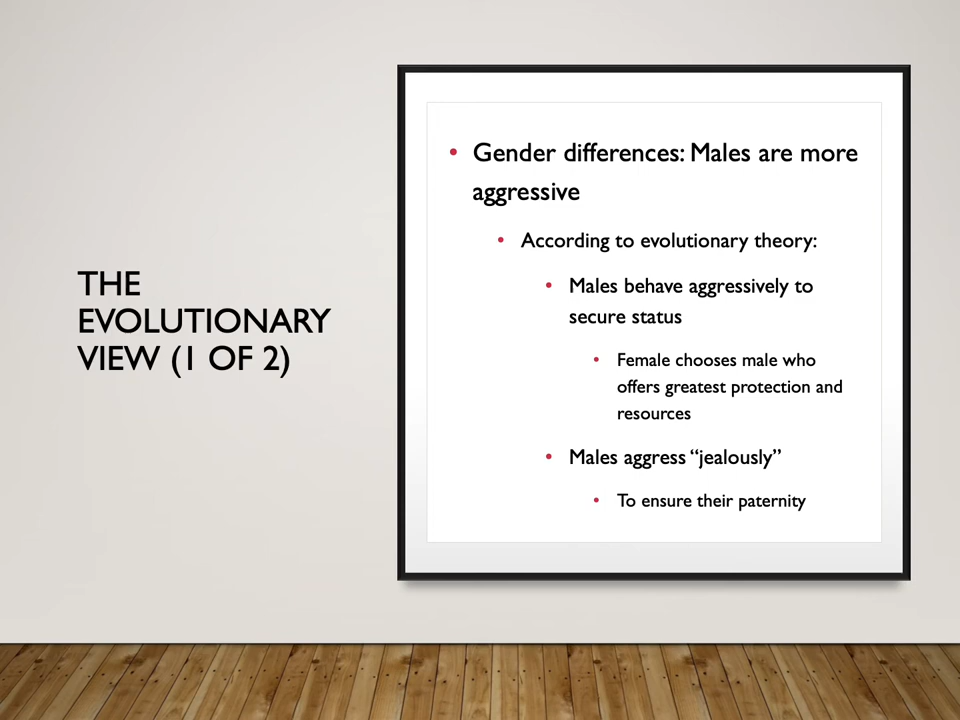 THE
EVOLUTIONARY
VIEW (1 OF 2)
• Gender differences: Males are more
aggressive
• According to evolutionary theory:
• Males behave aggressively to
secure status
• Female chooses male who
offers greatest protection and
resources
• Males aggress “jealously”
• To ensure their paternity